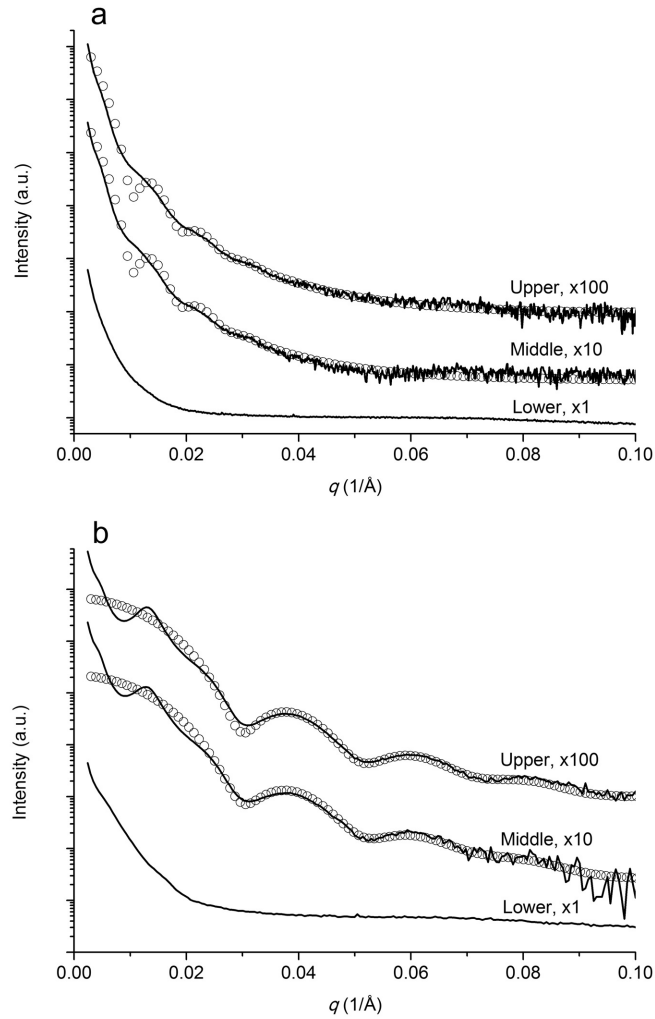 a
Intensity (a.u.)
Upper, x100
Middle, x10
Lower, x1
0.00 0.02 0.04 0.06 0.08 0.10
q (1/Å)
b
Intensity (a.u.)
Upper, x100
Middle, x10
Lower, x1
0.00 0.02 0.04 0.06 0.08 0.10
q (1/Å)